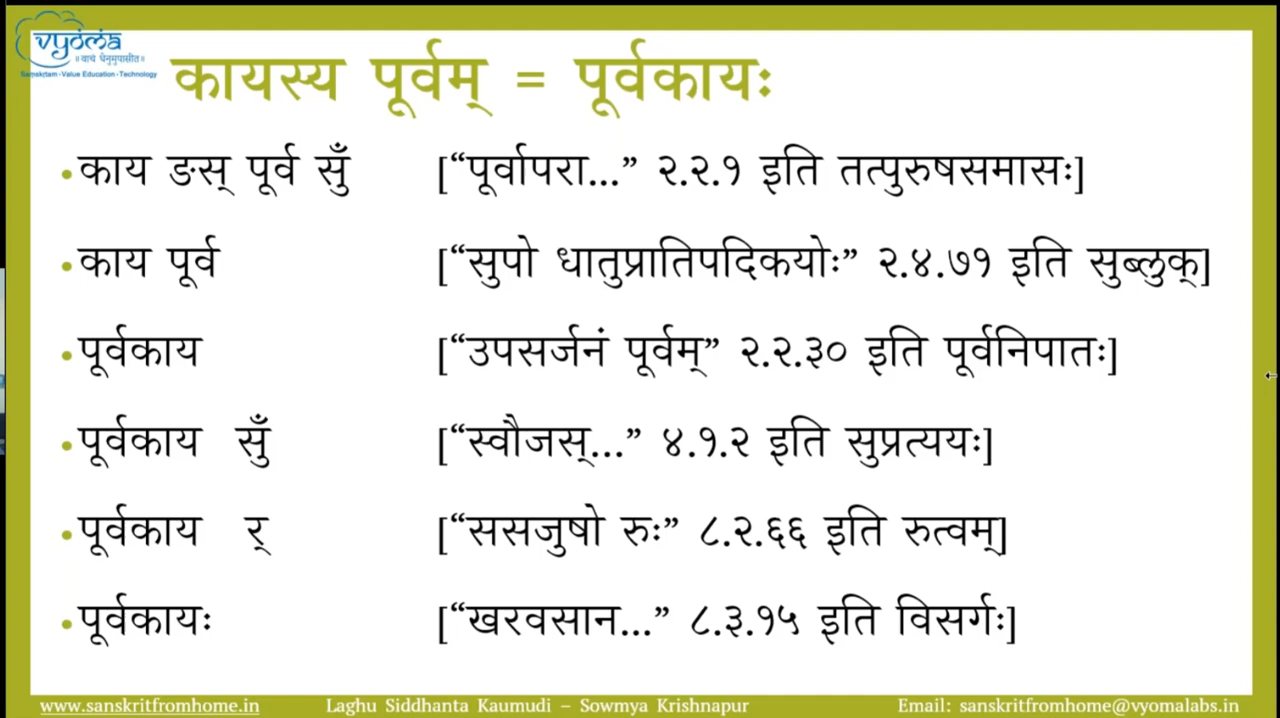 vyoma
॥ वाचं धेनुमुपासीत॥
Samskrtam - Value Education - Technology
कायस्य पूर्वम् = पूर्वकायः
• काय ङस् पूर्व सुँ [“पूर्वापरा...” २.२.१ इति तत्पुरुषसमासः]
• काय पूर्व [“सुपो धातुप्रातिपदिकयोः” २.४.७१ इति सुब्लुक्]
• पूर्वकाय [“उपसर्जनं पूर्वम्” २.२.३० इति पूर्वनिपातः]
• पूर्वकाय सुँ [“स्वौजस्...” ४.१.२ इति सुप्रत्ययः]
• पूर्वकाय र् [“ससजुषो रुः” ८.२.६६ इति रुत्वम्]
• पूर्वकायः [“खरवसान...” ८.३.१५ इति विसर्गः]
www.sanskritfromhome.in Laghu Siddhanta Kaumudi – Sowmya Krishnapur Email: sanskritfromhome@vyomalabs.in